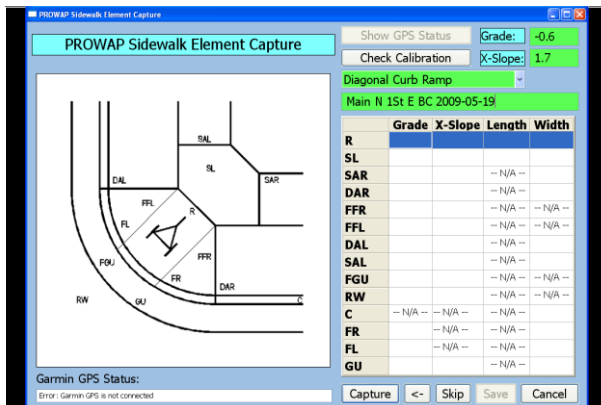 PROWAP Sidewalk Element Capture
PROWAP Sidewalk Element Capture
Show GPS Status
Grade:
-0.6
Check Calibration
X-Slope:
1.7
Diagonal Curb Ramp
Main N 1St E BC 2009-05-19
SAL
SL
SAR
DAL
FFL
R
FL
FFR
FGU
FR
DAR
RW
GU
C
Grade X-Slope Length Width
R
SL
SAR -- N/A --
DAR -- N/A --
FFR -- N/A -- -- N/A --
FFL -- N/A -- -- N/A --
DAL -- N/A --
SAL -- N/A --
FGU -- N/A -- -- N/A --
RW -- N/A -- -- N/A --
C -- N/A -- -- N/A --
FR -- N/A -- -- N/A --
FL -- N/A -- -- N/A --
GU -- N/A --
Garmin GPS Status:
Error: Garmin GPS is not connected
Capture <- Skip Save Cancel